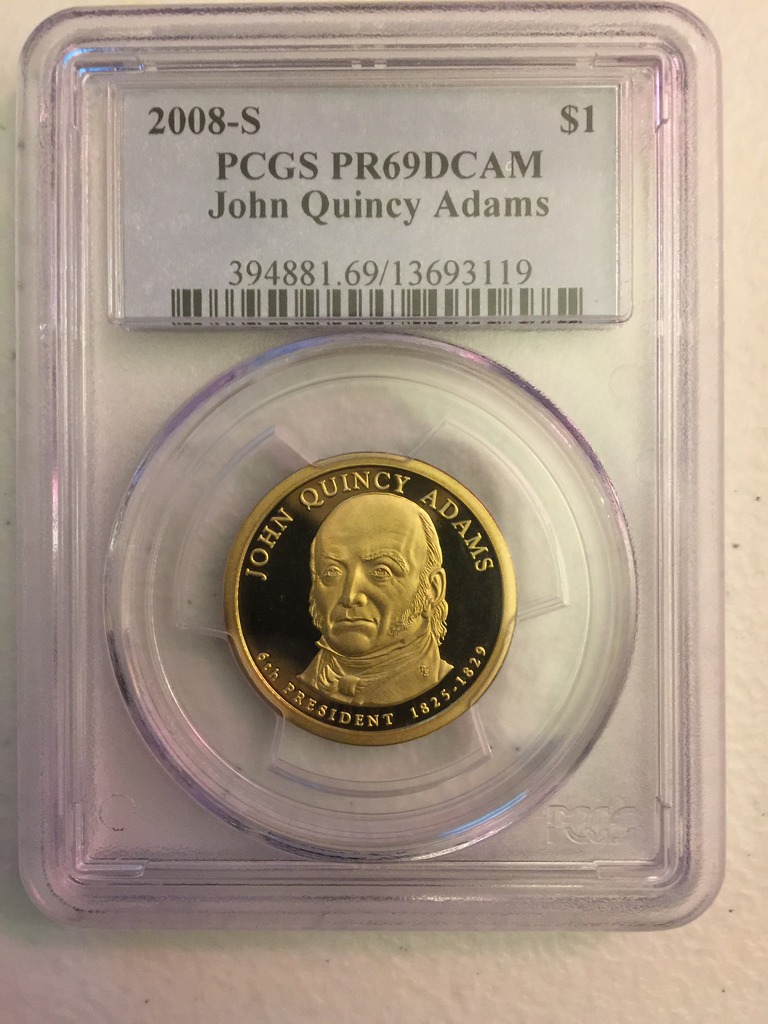 2008-S $1
PCGS PR69DCAM
John Quincy Adams
394881.69/13693119
JOHN QUINCY ADAMS
6th PRESIDENT 1825-1829
PCGS